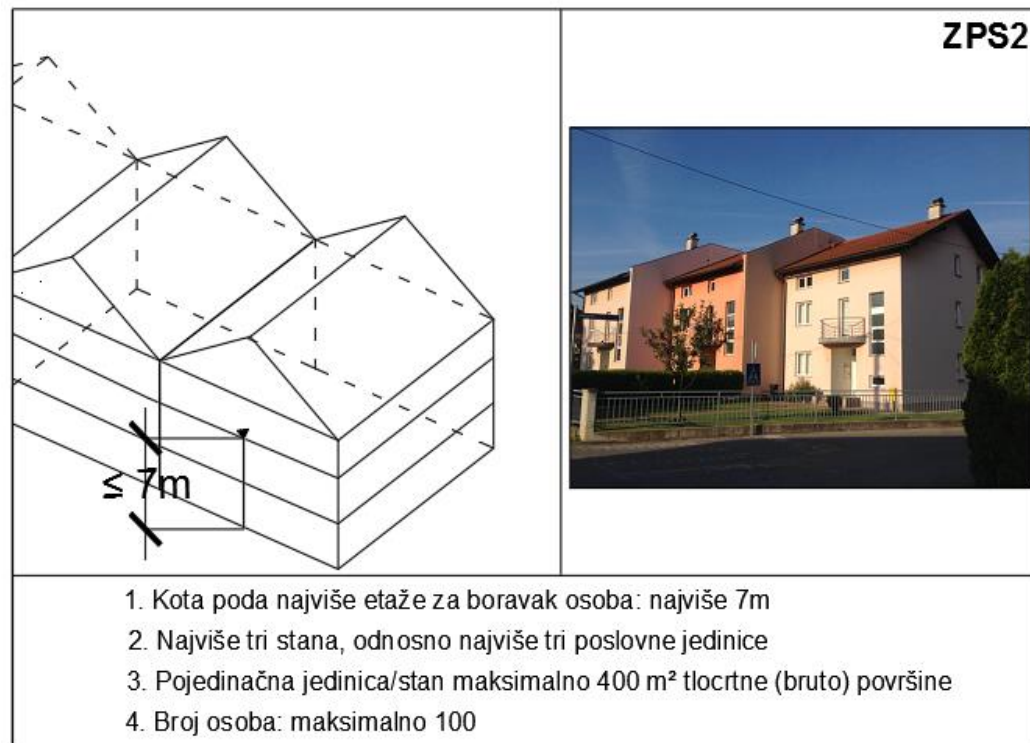 ZPS2
≤ 7m
1. Kota poda najviše etaže za boravak osoba: najviše 7m
2. Najviše tri stana, odnosno najviše tri poslovne jedinice
3. Pojedinačna jedinica/stan maksimalno 400 m² tlocrtne (bruto) površine
4. Broj osoba: maksimalno 100